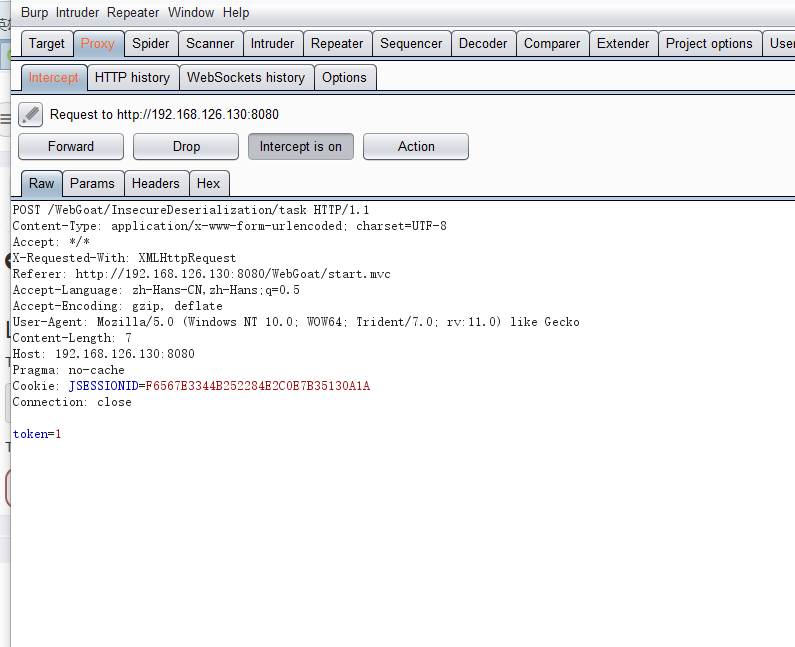 Burp Intruder Repeater Window Help
Target Proxy Spider Scanner Intruder Repeater Sequencer Decoder Comparer Extender Project options User
Intercept HTTP history WebSockets history Options
Request to http://192.168.126.130:8080
Forward Drop Intercept is on Action
Raw Params Headers Hex
POST /WebGoat/InsecureDeserialization/task HTTP/1.1
Content-Type: application/x-www-form-urlencoded; charset=UTF-8
Accept: */*
X-Requested-With: XMLHttpRequest
Referer: http://192.168.126.130:8080/WebGoat/start.mvc
Accept-Language: zh-Hans-CN,zh-Hans;q=0.5
Accept-Encoding: gzip, deflate
User-Agent: Mozilla/5.0 (Windows NT 10.0; WOW64; Trident/7.0; rv:11.0) like Gecko
Content-Length: 7
Host: 192.168.126.130:8080
Pragma: no-cache
Cookie: JSESSIONID=F6567E3344B252284E2C0E7B35130A1A
Connection: close
token=1